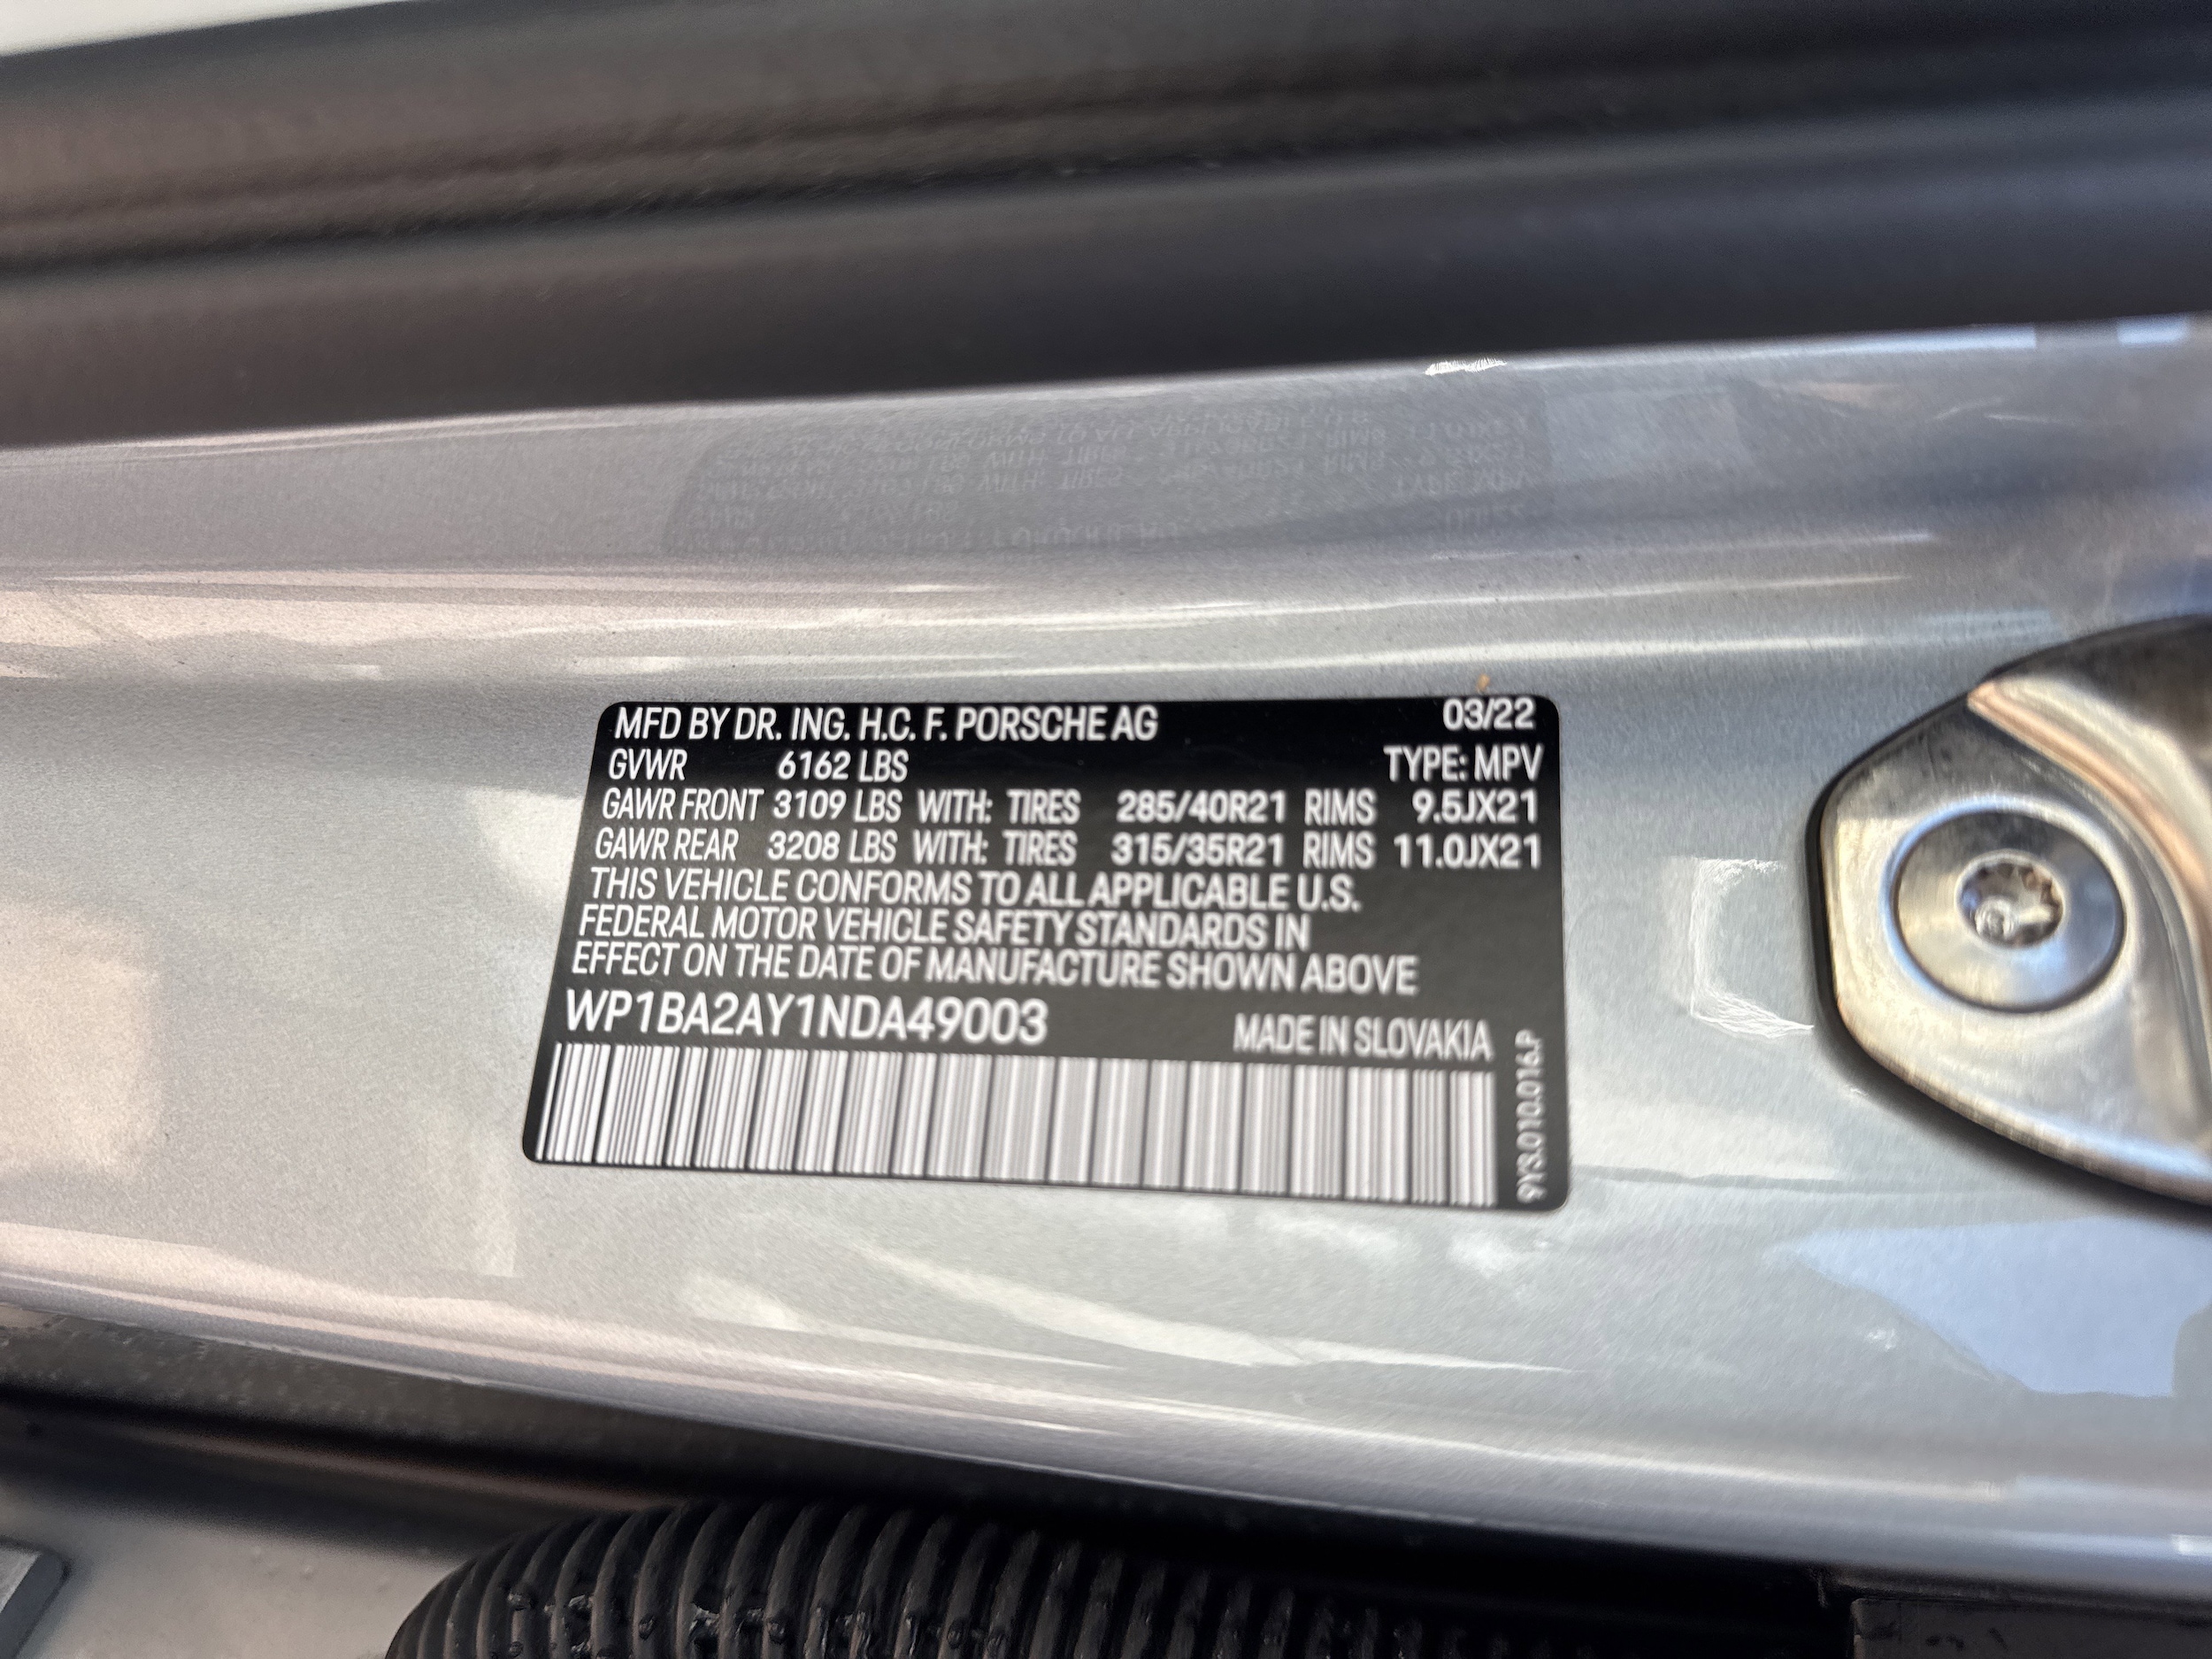 MFD BY DR. ING. H.C. F. PORSCHE AG 03/22
GVWR 6162 LBS TYPE: MPV
GAWR FRONT 3109 LBS WITH: TIRES 285/40R21 RIMS 9.5JX21
GAWR REAR 3208 LBS WITH: TIRES 315/35R21 RIMS 11.0JX21
THIS VEHICLE CONFORMS TO ALL APPLICABLE U.S.
FEDERAL MOTOR VEHICLE SAFETY STANDARDS IN
EFFECT ON THE DATE OF MANUFACTURE SHOWN ABOVE
WP1BA2AY1NDA49003
MADE IN SLOVAKIA
9Y3.010.016.P